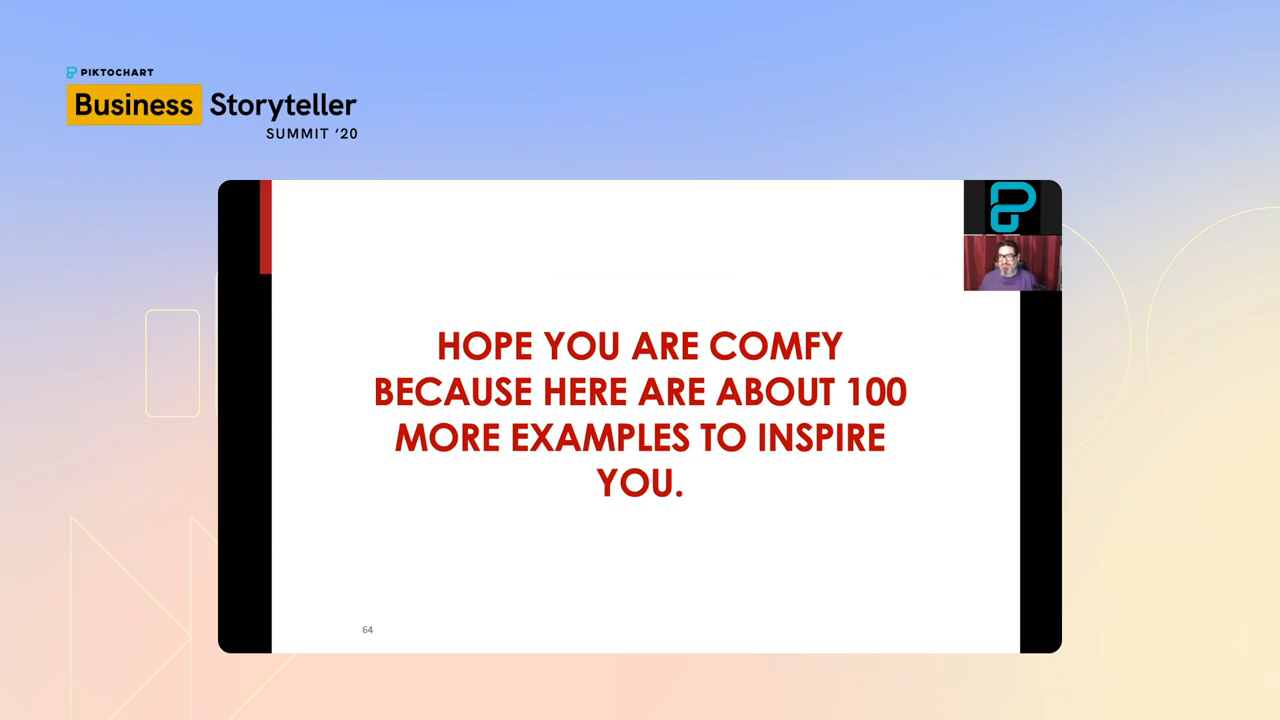 PIKTOCHART
Business Storyteller
SUMMIT ‘20
HOPE YOU ARE COMFY
BECAUSE HERE ARE ABOUT 100
MORE EXAMPLES TO INSPIRE
YOU.
64